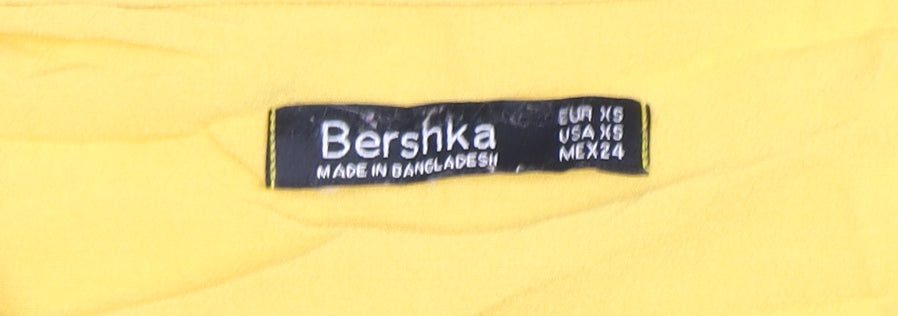 Bershka
MADE IN BANGLADESH
EUR XS
USA XS
MEX24